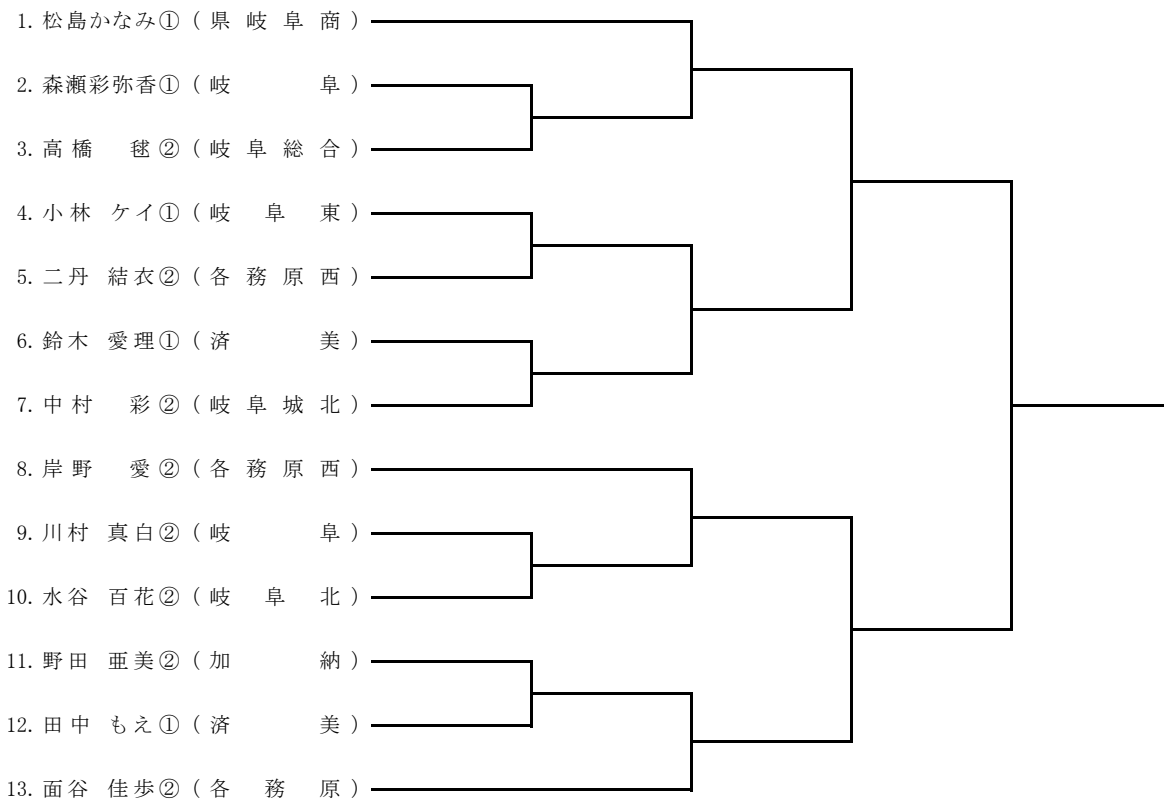 1. 松島かなみ① ( 県岐阜商 )
2. 森瀬彩弥香① ( 岐阜 )
3. 高橋 毬② ( 岐阜総合 )
4. 小林 ケイ① ( 岐阜東 )
5. 二丹 結衣② ( 各務原西 )
6. 鈴木 愛理① ( 済美 )
7. 中村 彩② ( 岐阜城北 )
8. 岸野 愛② ( 各務原西 )
9. 川村 真白② ( 岐阜 )
10. 水谷 百花② ( 岐阜北 )
11. 野田 亜美② ( 加納 )
12. 田中 もえ① ( 済美 )
13. 面谷 佳歩② ( 各務原 )